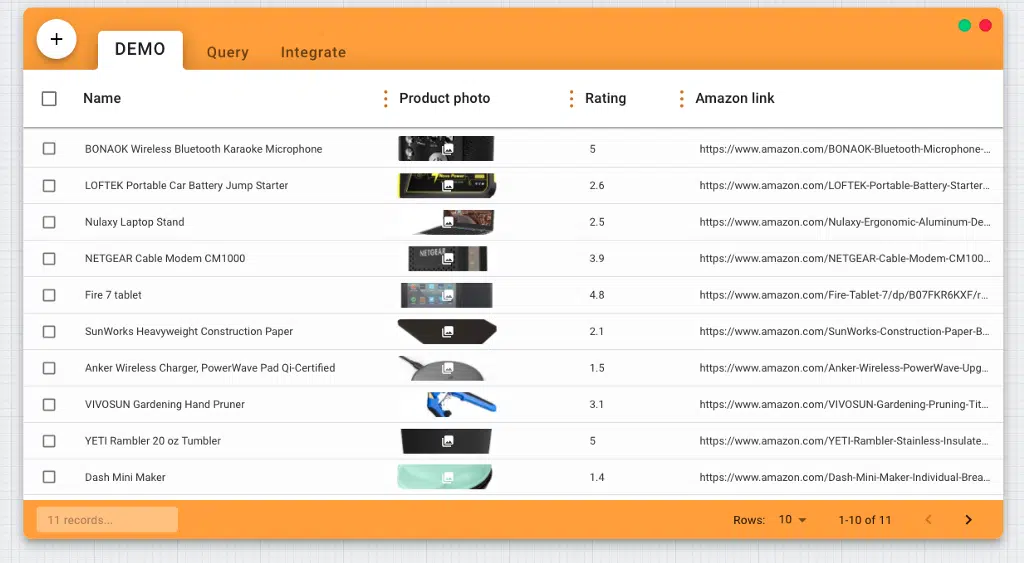 +
DEMO Query Integrate
Name Product photo Rating Amazon link
BONAOK Wireless Bluetooth Karaoke Microphone 5 https://www.amazon.com/BONAOK-Bluetooth-Microphone-...
LOFTEK Portable Car Battery Jump Starter 2.6 https://www.amazon.com/LOFTEK-Portable-Battery-Starter...
Nulaxy Laptop Stand 2.5 https://www.amazon.com/Nulaxy-Ergonomic-Aluminum-De...
NETGEAR Cable Modem CM1000 NETGEAR 3.9 https://www.amazon.com/NETGEAR-Cable-Modem-CM100...
Fire 7 tablet 4.8 https://www.amazon.com/Fire-Tablet-7/dp/B07FKR6KXF/r...
SunWorks Heavyweight Construction Paper 2.1 https://www.amazon.com/SunWorks-Construction-Paper-B...
Anker Wireless Charger, PowerWave Pad Qi-Certified 1.5 https://www.amazon.com/Anker-Wireless-PowerWave-Upg...
VIVOSUN Gardening Hand Pruner 3.1 https://www.amazon.com/VIVOSUN-Gardening-Pruning-Tit...
YETI Rambler 20 oz Tumbler 5 https://www.amazon.com/YETI-Rambler-Stainless-Insulate...
Dash Mini Maker 1.4 https://www.amazon.com/Dash-Mini-Maker-Individual-Brea...
11 records... Rows: 10 1-10 of 11